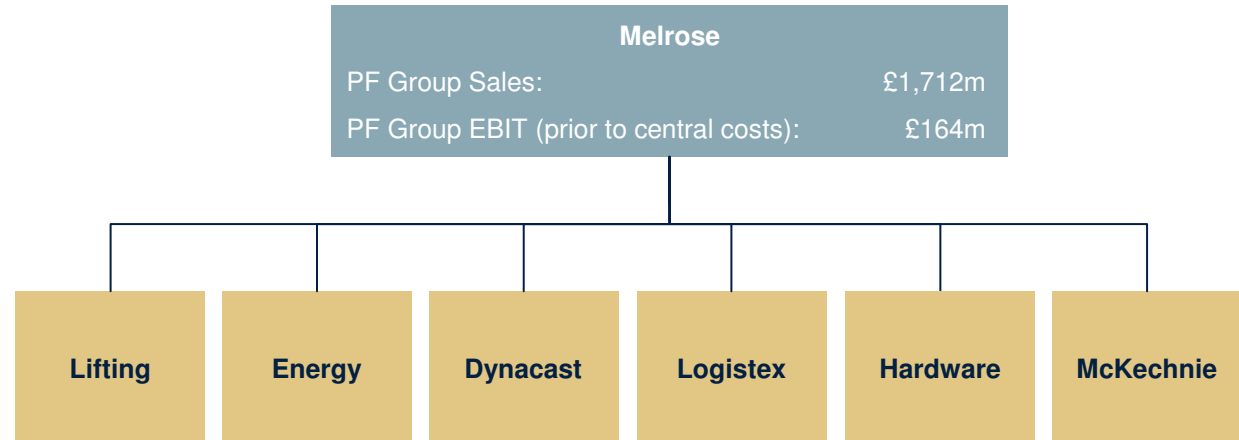 Melrose
PF Group Sales: £1,712m
PF Group EBIT (prior to central costs): £164m
Lifting
Energy
Dynacast
Logistex
Hardware
McKechnie